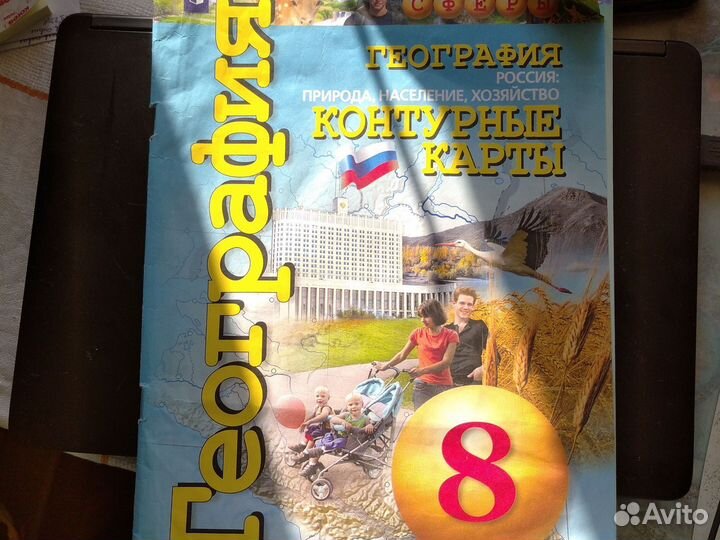 СФЕРЫ
ГЕОГРАФИЯ
РОССИЯ:
ПРИРОДА, НАСЕЛЕНИЕ, ХОЗЯЙСТВО
КОНТУРНЫЕ
КАРТЫ
География
8
Avito